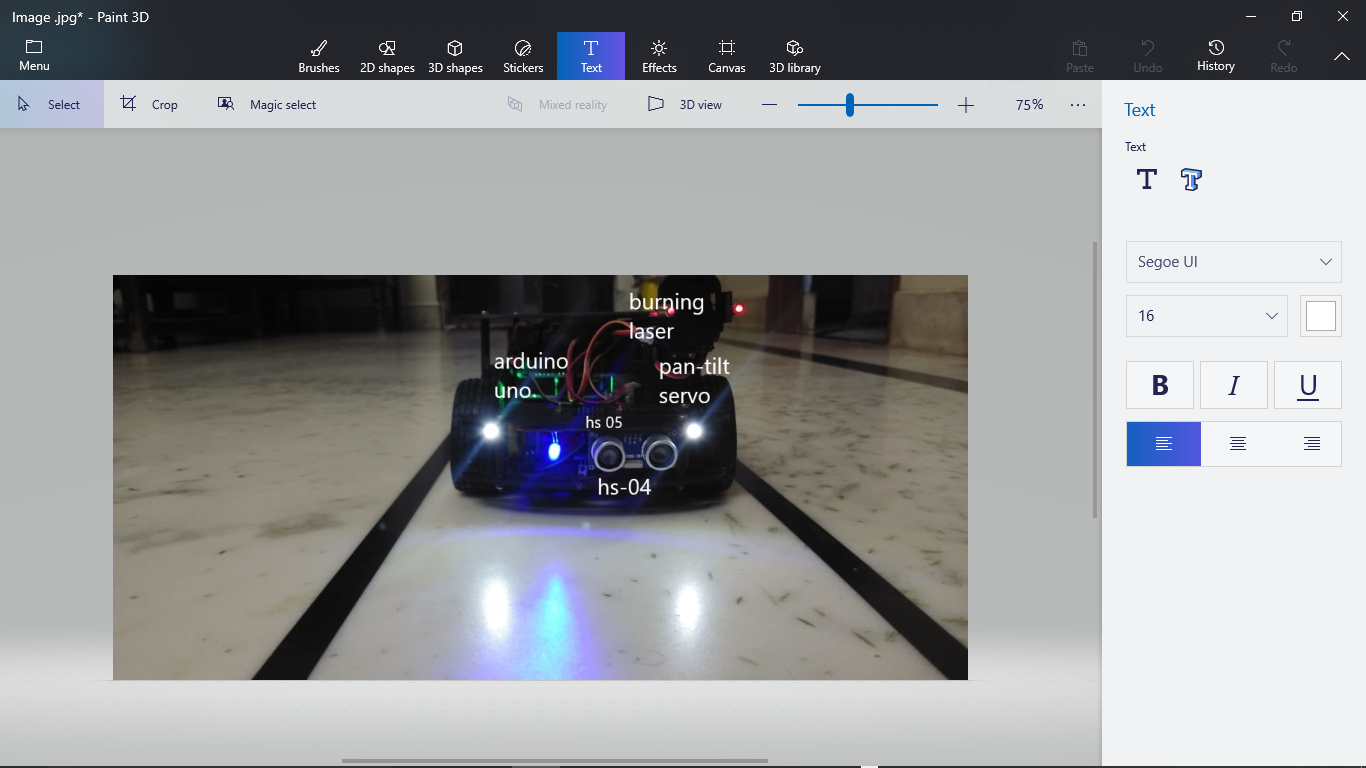 Image .jpg* - Paint 3D
Menu
Brushes
2D shapes
3D shapes
Stickers
Text
Effects
Canvas
3D library
Paste
Undo
History
Redo
Select
Crop
Magic select
Mixed reality
3D view
75%
Text
Text
Segoe UI
16
B
I
U
burning
laser
arduino
uno.
pan-tilt
servo
hs 05
hs-04